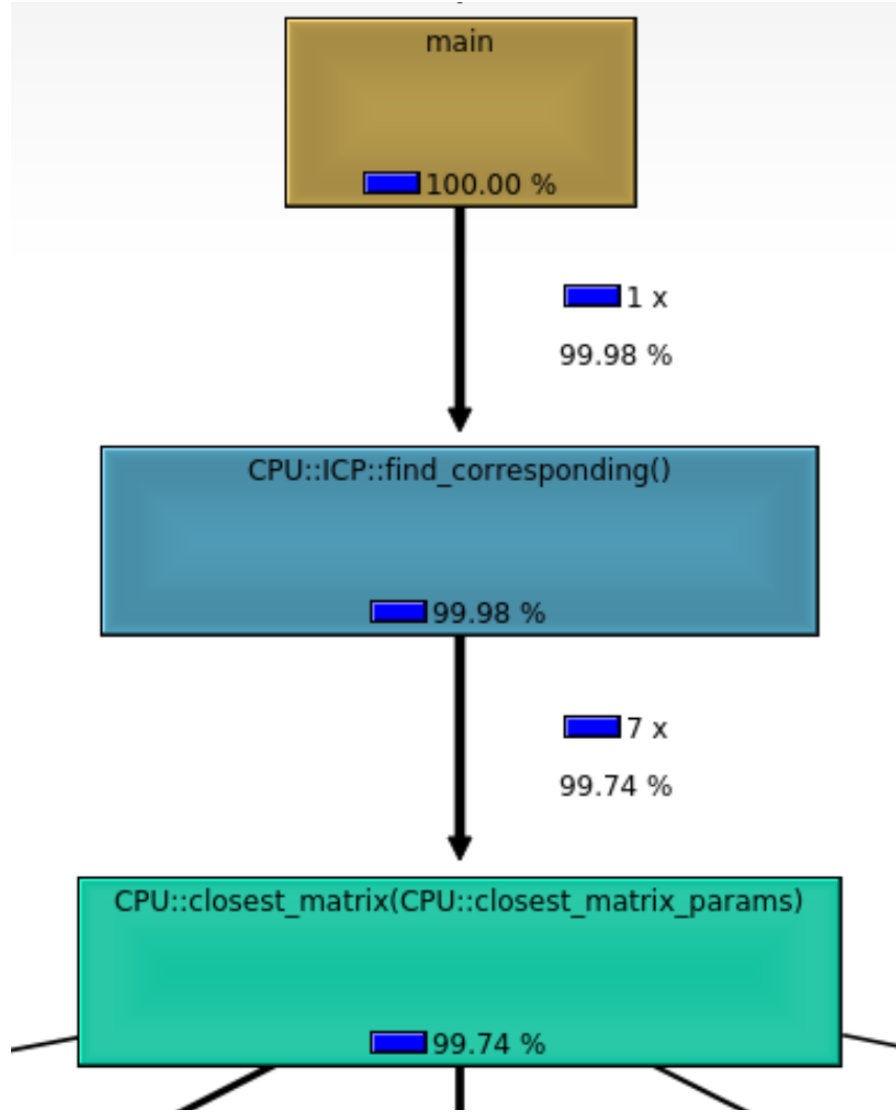 main
100.00 %
1 x
99.98 %
CPU::ICP::find_corresponding()
99.98 %
7 x
99.74 %
CPU::closest_matrix(CPU::closest_matrix_params)
99.74 %